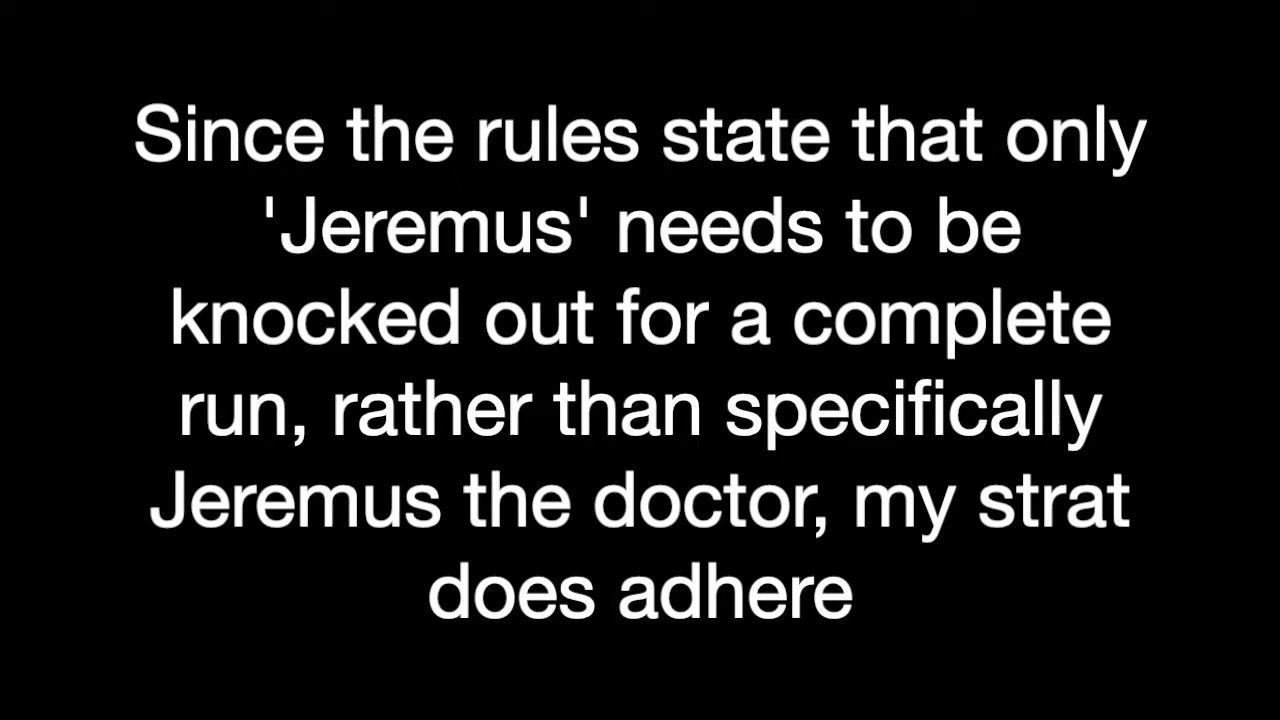 Since the rules state that only
'Jeremus' needs to be
knocked out for a complete
run, rather than specifically
Jeremus the doctor, my strat
does adhere